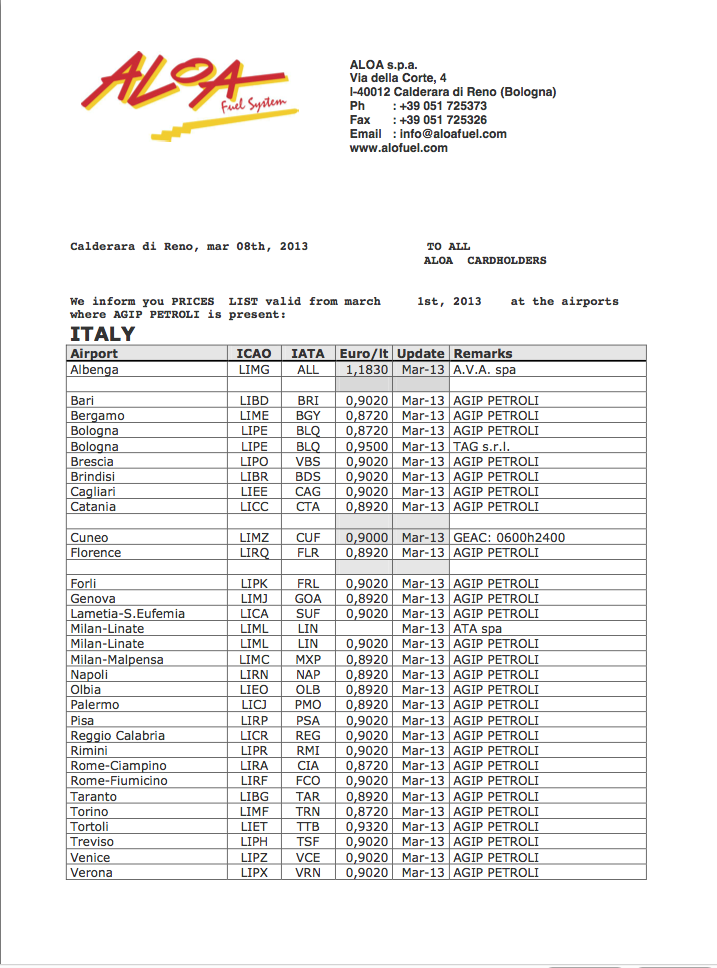 ALOA
Fuel System
ALOA s.p.a.
Via della Corte, 4
I-40012 Calderara di Reno (Bologna)
Ph : +39 051 725373
Fax : +39 051 725326
Email : info@aloafuel.com
www.alofuel.com
Calderara di Reno, mar 08th, 2013 TO ALL
ALOA CARDHOLDERS
We inform you PRICES LIST valid from march 1st, 2013 at the airports
where AGIP PETROLI is present:
ITALY
Airport ICAO IATA Euro/lt Update Remarks
Albenga LIMG ALL 1,1830 Mar-13 A.V.A. spa
Bari LIBD BRI 0,9020 Mar-13 AGIP PETROLI
Bergamo LIME BGY 0,8720 Mar-13 AGIP PETROLI
Bologna LIPE BLQ 0,8720 Mar-13 AGIP PETROLI
Bologna LIPE BLQ 0,9500 Mar-13 TAG s.r.l.
Brescia LIPO VBS 0,9020 Mar-13 AGIP PETROLI
Brindisi LIBR BDS 0,9020 Mar-13 AGIP PETROLI
Cagliari LIEE CAG 0,8920 Mar-13 AGIP PETROLI
Catania LICC CTA 0,8920 Mar-13 AGIP PETROLI
Cuneo LIMZ CUF 0,9000 Mar-13 GEAC: 0600h2400
Florence LIRQ FLR 0,8920 Mar-13 AGIP PETROLI
Forli LIPK FRL 0,9020 Mar-13 AGIP PETROLI
Genova LIMJ GOA 0,8920 Mar-13 AGIP PETROLI
Lametia-S.Eufemia LICA SUF 0,9020 Mar-13 AGIP PETROLI
Milan-Linate LIML LIN Mar-13 ATA spa
Milan-Linate LIML LIN 0,9020 Mar-13 AGIP PETROLI
Milan-Malpensa LIMC MXP 0,8920 Mar-13 AGIP PETROLI
Napoli LIRN NAP 0,8920 Mar-13 AGIP PETROLI
Olbia LIEO OLB 0,8920 Mar-13 AGIP PETROLI
Palermo LICJ PMO 0,8920 Mar-13 AGIP PETROLI
Pisa LIRP PSA 0,9020 Mar-13 AGIP PETROLI
Reggio Calabria LICR REG 0,9020 Mar-13 AGIP PETROLI
Rimini LIPR RMI 0,9020 Mar-13 AGIP PETROLI
Rome-Ciampino LIRA CIA 0,8720 Mar-13 AGIP PETROLI
Rome-Fiumicino LIRF FCO 0,9020 Mar-13 AGIP PETROLI
Taranto LIBG TAR 0,8920 Mar-13 AGIP PETROLI
Torino LIMF TRN 0,8720 Mar-13 AGIP PETROLI
Tortoli LIET TTB 0,9320 Mar-13 AGIP PETROLI
Treviso LIPH TSF 0,9020 Mar-13 AGIP PETROLI
Venice LIPZ VCE 0,9020 Mar-13 AGIP PETROLI
Verona LIPX VRN 0,9020 Mar-13 AGIP PETROLI